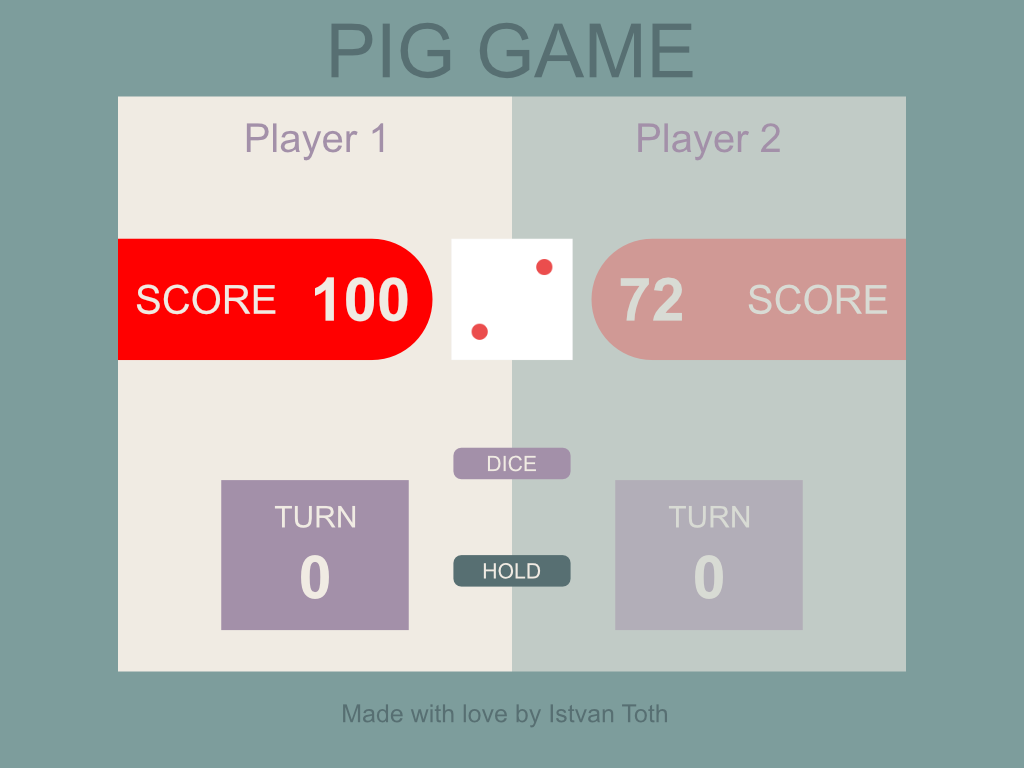 PIG GAME
Player 1
Player 2
SCORE 100
72 SCORE
DICE
TURN
0
TURN
0
HOLD
Made with love by Istvan Toth